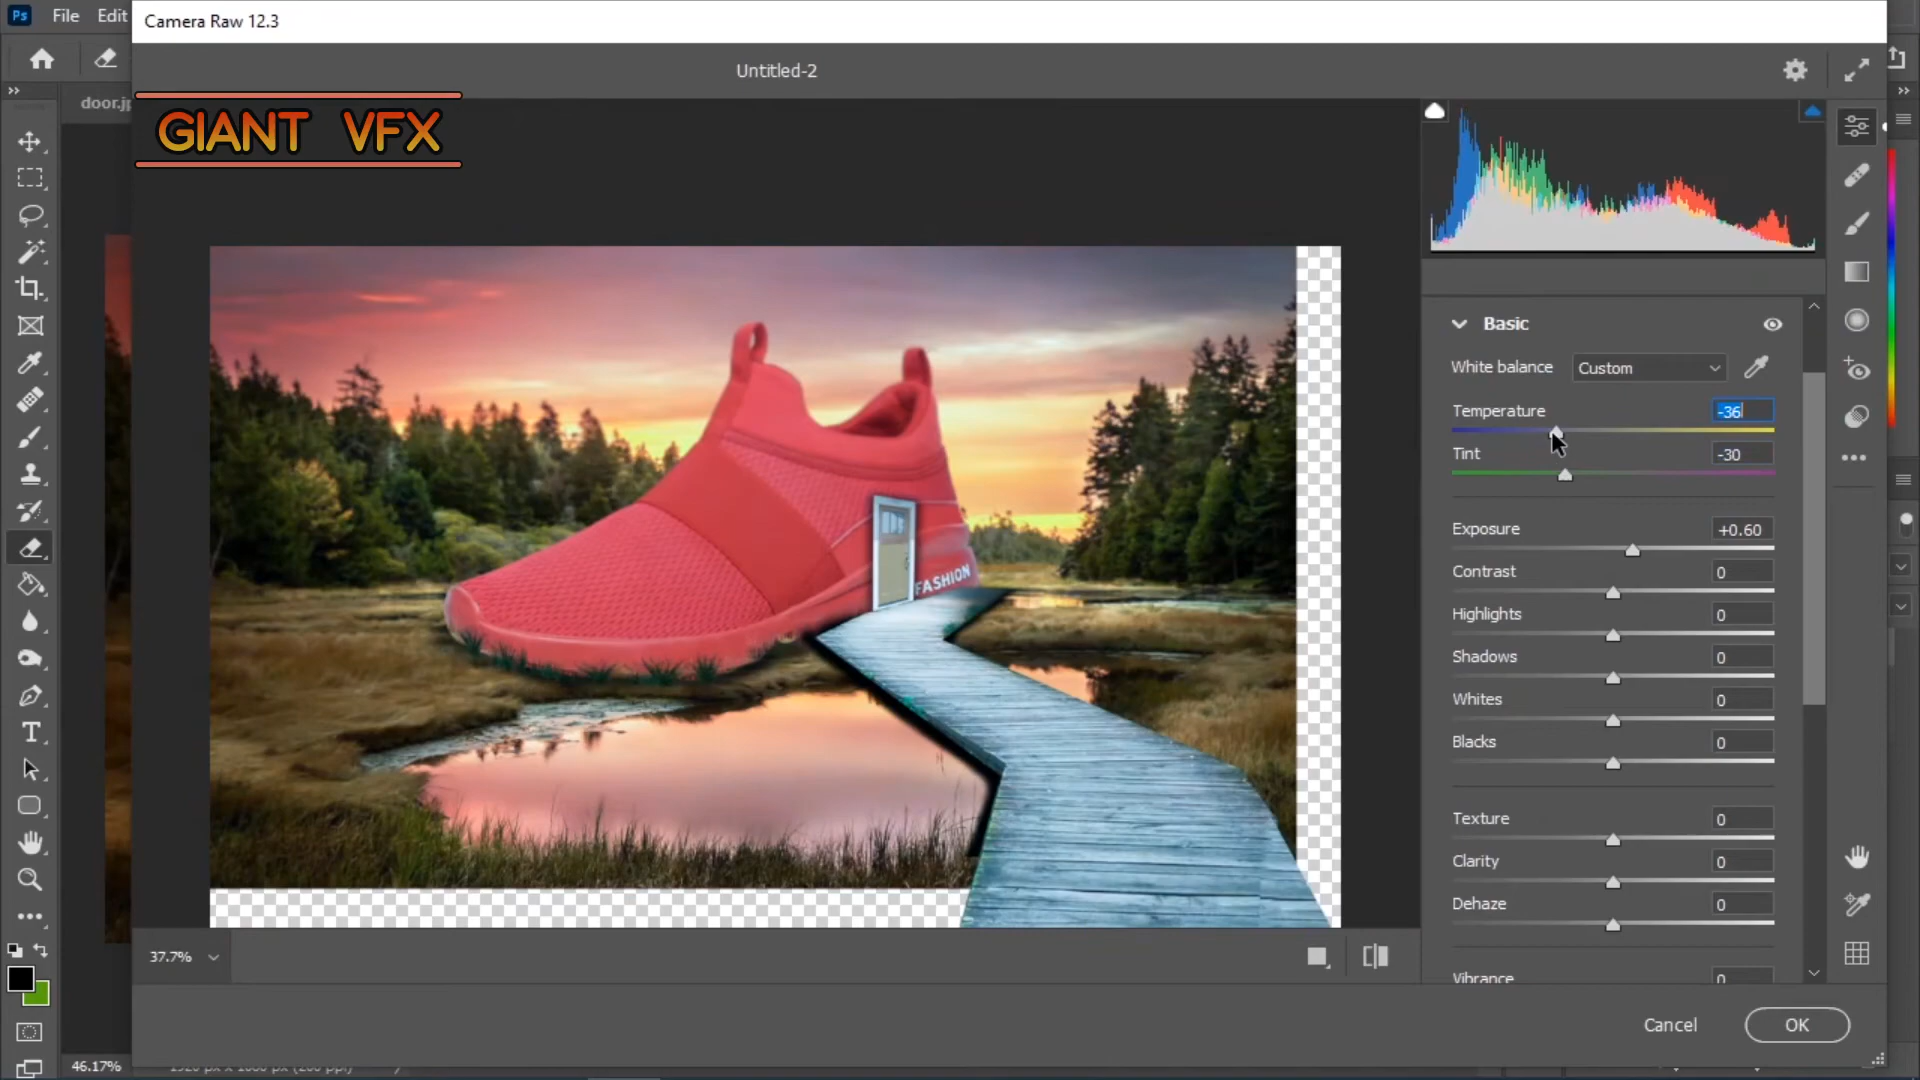 Ps File Edit
Camera Raw 12.3
Untitled-2
GIANT VFX
Basic
White balance Custom
Temperature -36
Tint -30
Exposure +0.60
Contrast 0
Highlights 0
Shadows 0
Whites 0
Blacks 0
Texture 0
Clarity 0
Dehaze 0
Vibrance 0
FASHION
37.7%
Cancel OK
46.17%